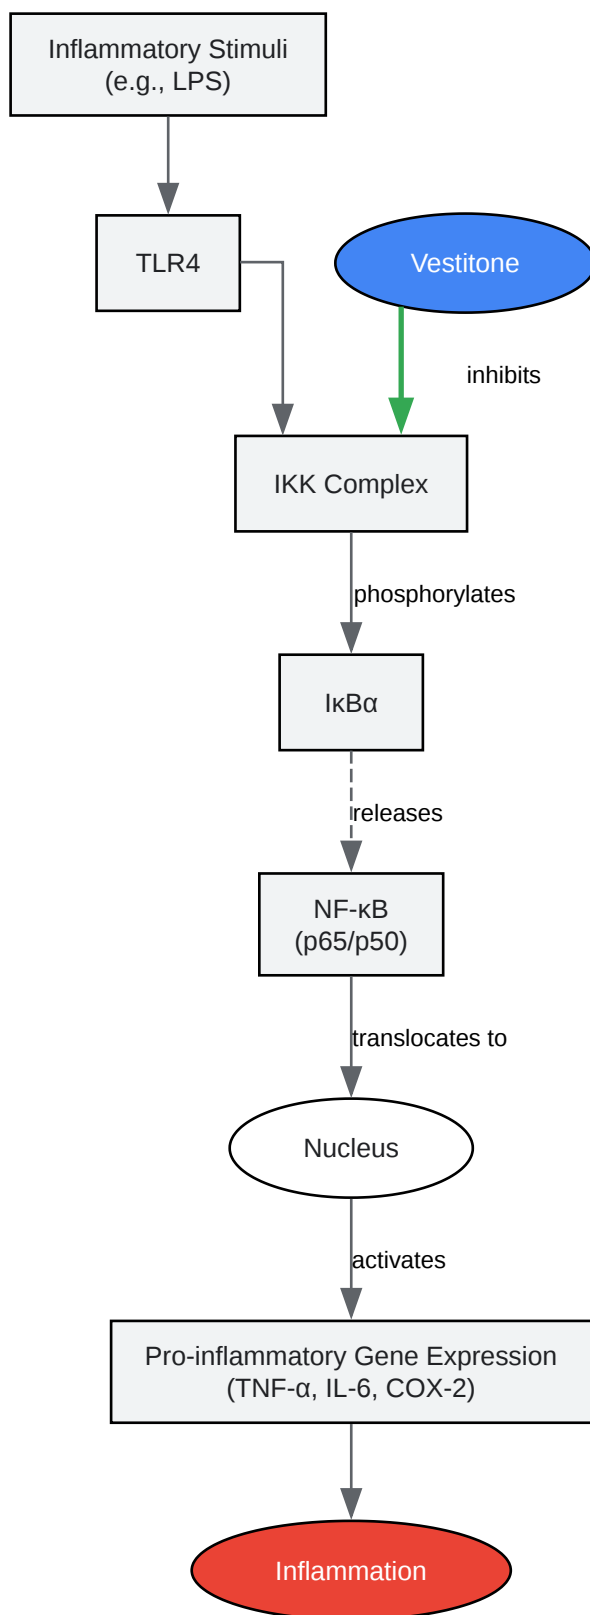 Inflammatory Stimuli
(e.g., LPS)
TLR4
Vestitone
inhibits
IKK Complex
phosphorylates
IκBα
releases
NF-κB
(p65/p50)
translocates to
Nucleus
activates
Pro-inflammatory Gene Expression
(TNF-α, IL-6, COX-2)
Inflammation